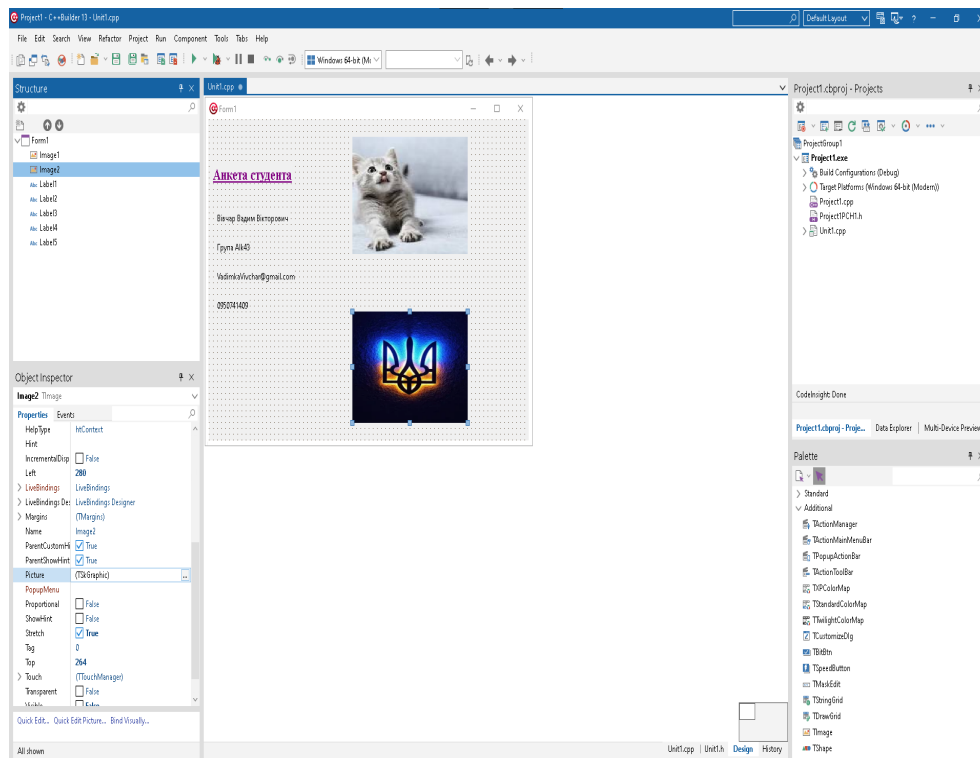 Project1 - C++Builder 13 - Unit1.cpp
Default Layout
File Edit Search View Refactor Project Run Component Tools Tabs Help
Windows 64-bit (Mi
Structure
Form1
Image1
Image2
Label1
Label2
Label3
Label4
Label5
Object Inspector
Image2 TImage
Properties Events
HelpType htContext
Hint
IncrementalDisp False
Left 280
LiveBindings LiveBindings
LiveBindings De: LiveBindings Designer
Margins (TMargins)
Name Image2
ParentCustomHi True
ParentShowHint True
Picture (TSkGraphic) ...
PopupMenu
Proportional False
ShowHint False
Stretch True
Tag 0
Top 264
Touch (TTouchManager)
Transparent False
Visible False
Quick Edit... Quick Edit Picture... Bind Visually...
All shown
Unit1.cpp
Form1
Анкета студента
Вівчар Вадим Вікторович
Група Alk43
VadimkaVivchar@gmail.com
0950741409
Unit1.cpp Unit1.h Design History
Project1.cbproj - Projects
ProjectGroup1
Project1.exe
Build Configurations (Debug)
Target Platforms (Windows 64-bit (Modern))
Project1.cpp
Project1PCH1.h
Unit1.cpp
CodeInsight: Done
Project1.cbproj - Proje... Data Explorer Multi-Device Preview
Palette
Standard
Additional
TActionManager
TActionMainMenuBar
TPopupActionBar
TActionToolBar
TXPColorMap
TStandardColorMap
TTwilightColorMap
TCustomizeDlg
TBitBtn
TSpeedButton
TMaskEdit
TStringGrid
TDrawGrid
TImage
TShape